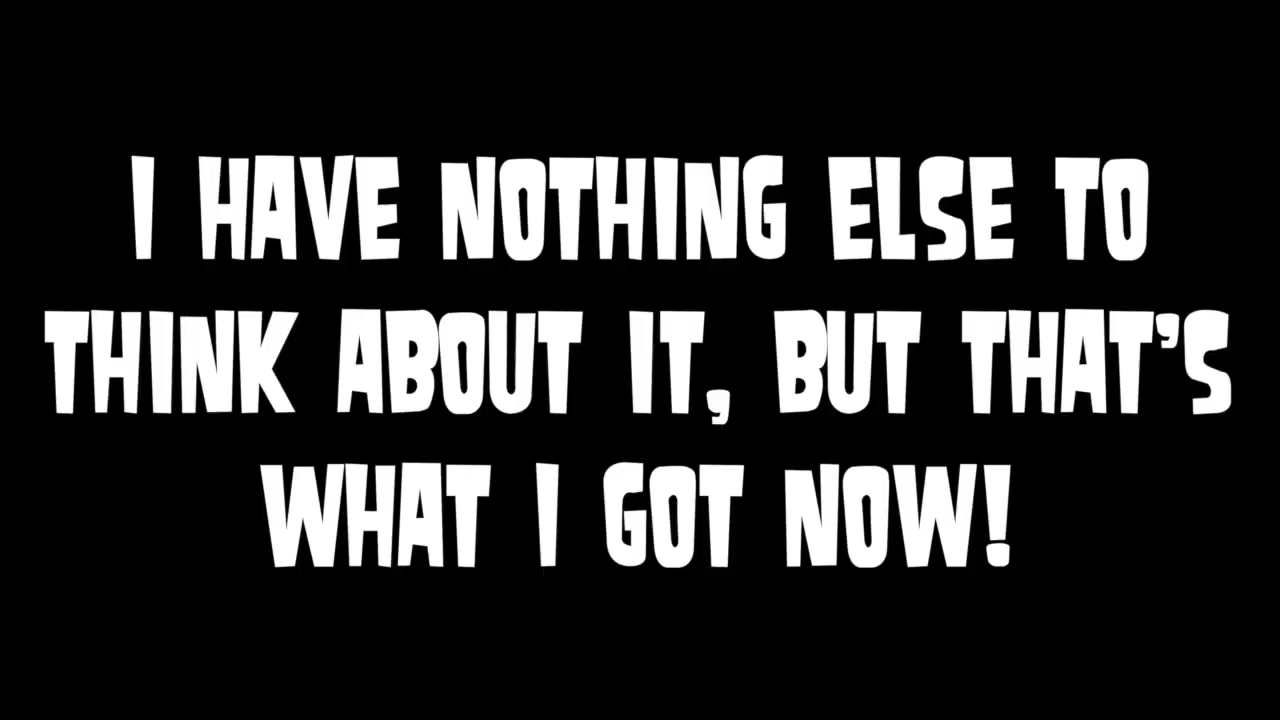 I HAVE NOTHING ELSE TO
THINK ABOUT IT, BUT THAT'S
WHAT I GOT NOW!